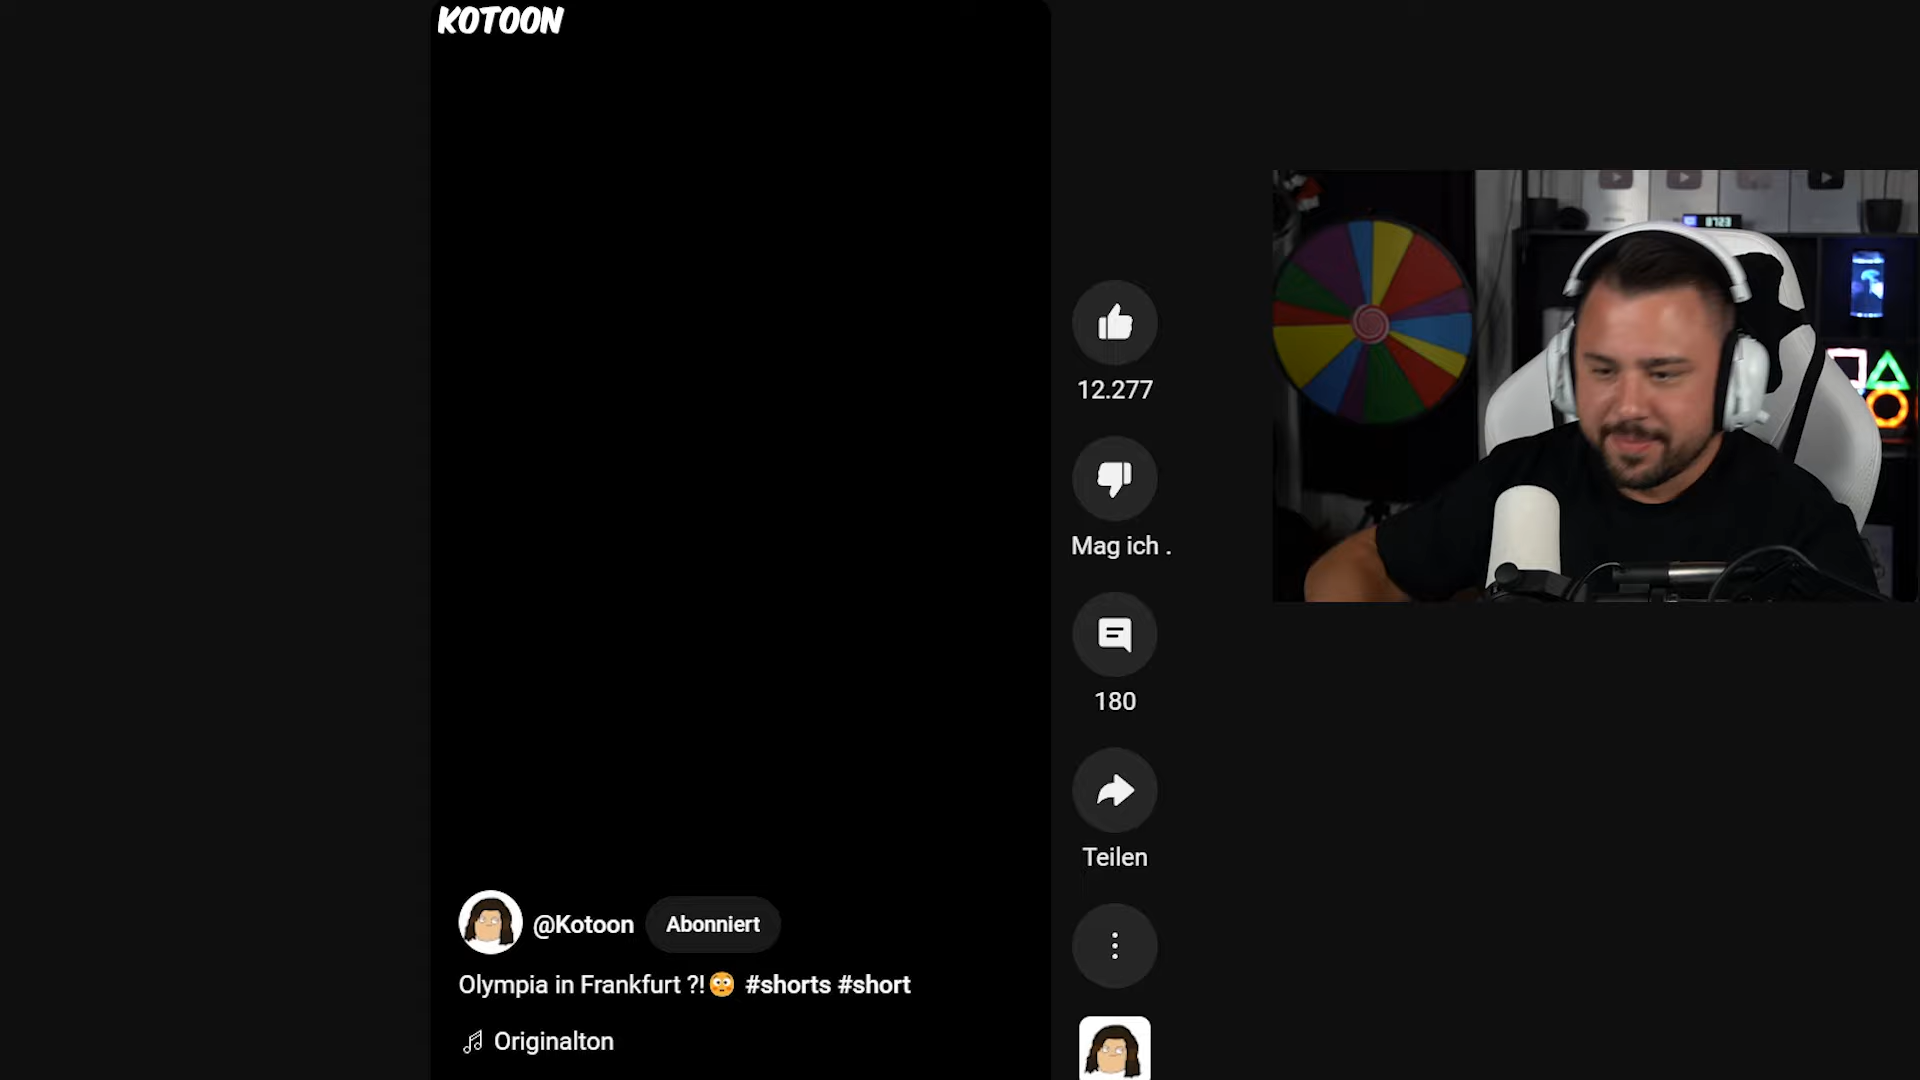 KOTOON
12.277
Mag ich .
180
Teilen
@Kotoon Abonniert
Olympia in Frankfurt ?!😳 #shorts #short
Originalton